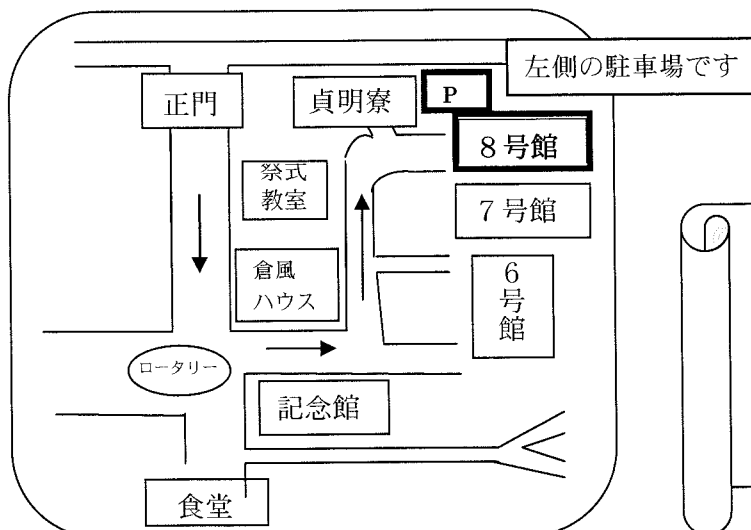 左側の駐車場です
正門
貞明寮
P
8号館
祭式
教室
7号館
倉風
ハウス
6号館
ロータリー
記念館
食堂